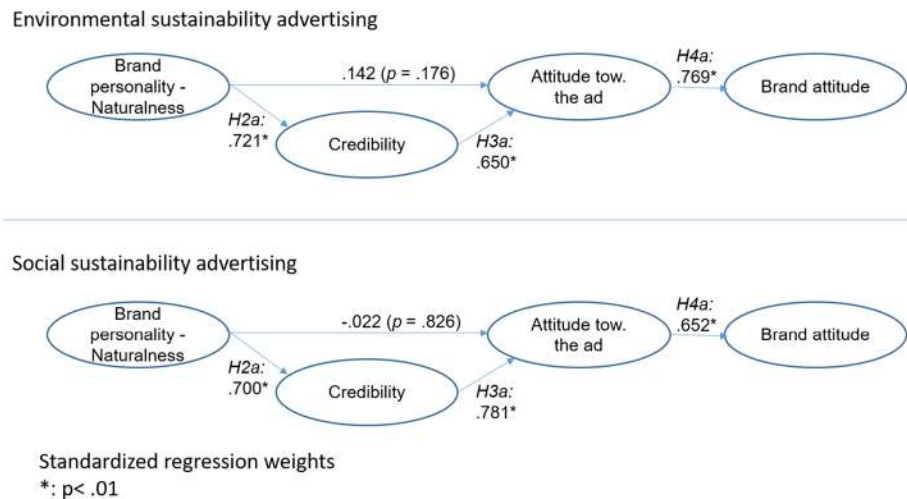 Environmental sustainability advertising
Brand
personality -
Naturalness
.142 (p = .176)
Attitude tow.
the ad
H4a:
.769*
Brand attitude
H2a:
.721*
Credibility
H3a:
.650*
Social sustainability advertising
Brand
personality -
Naturalness
-.022 (p = .826)
Attitude tow.
the ad
H4a:
.652*
Brand attitude
H2a:
.700*
Credibility
H3a:
.781*
Standardized regression weights
*: p< .01